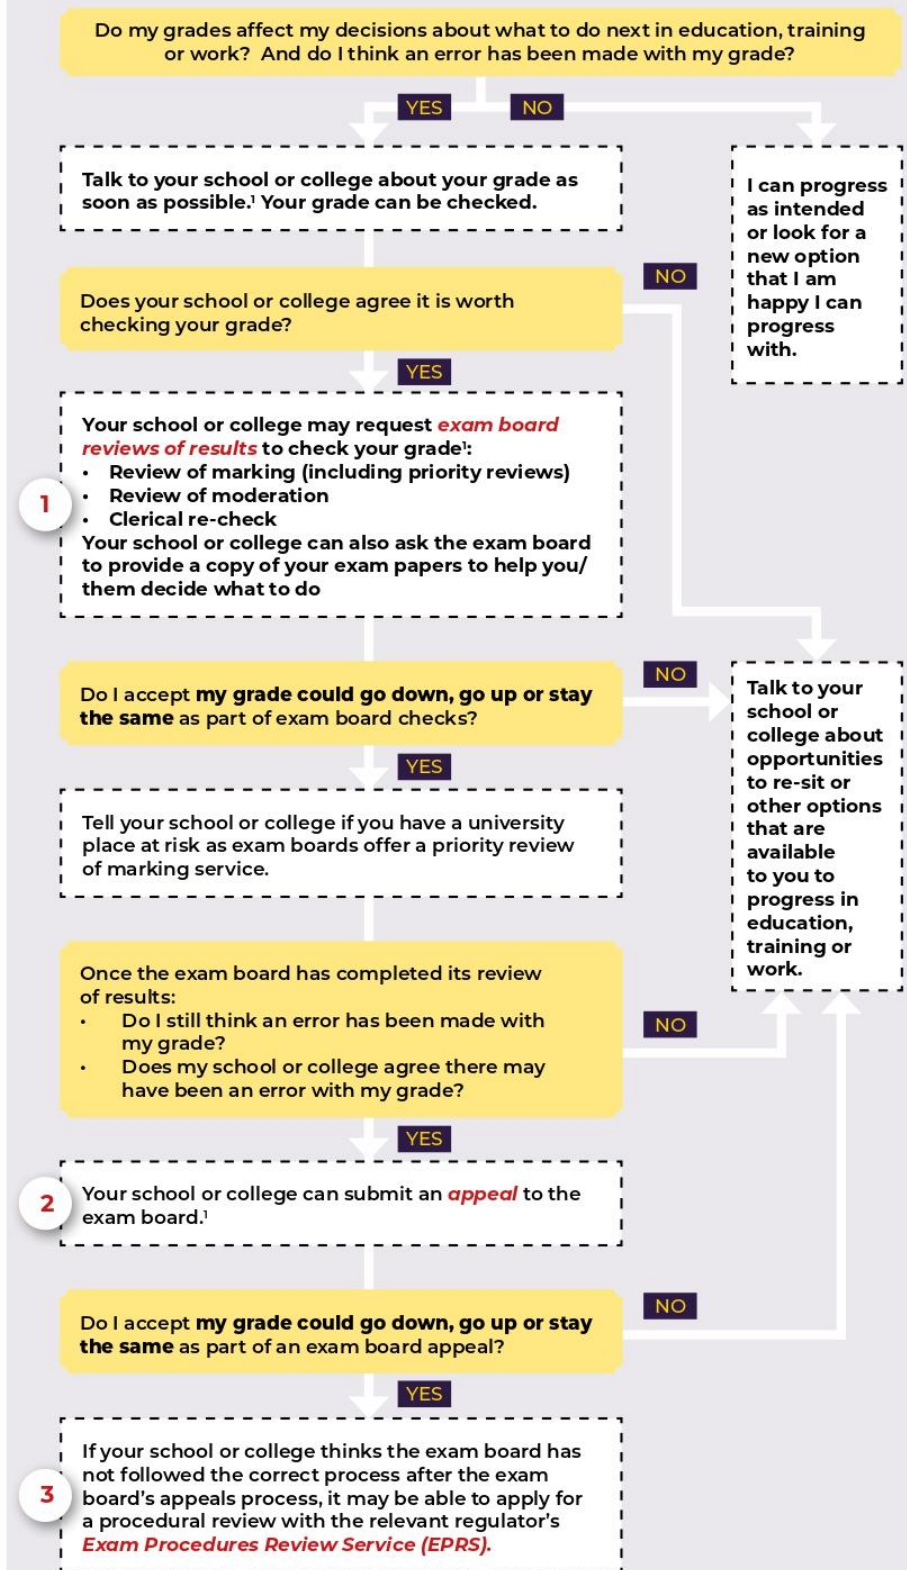 Do my grades affect my decisions about what to do next in education, training
or work? And do I think an error has been made with my grade?
YES
NO
Talk to your school or college about your grade as
soon as possible.¹ Your grade can be checked.
I can progress
as intended
or look for a
new option
that I am
happy I can
progress
with.
Does your school or college agree it is worth
checking your grade?
NO
YES
1
Your school or college may request exam board
reviews of results to check your grade¹:
• Review of marking (including priority reviews)
• Review of moderation
• Clerical re-check
Your school or college can also ask the exam board
to provide a copy of your exam papers to help you/
them decide what to do
Do I accept my grade could go down, go up or stay
the same as part of exam board checks?
NO
Talk to your
school or
college about
opportunities
to re-sit or
other options
that are
available
to you to
progress in
education,
training or
work.
YES
Tell your school or college if you have a university
place at risk as exam boards offer a priority review
of marking service.
Once the exam board has completed its review
of results:
• Do I still think an error has been made with
my grade?
• Does my school or college agree there may
have been an error with my grade?
NO
YES
2
Your school or college can submit an appeal to the
exam board.¹
Do I accept my grade could go down, go up or stay
the same as part of an exam board appeal?
NO
YES
3
If your school or college thinks the exam board has
not followed the correct process after the exam
board's appeals process, it may be able to apply for
a procedural review with the relevant regulator's
Exam Procedures Review Service (EPRS).